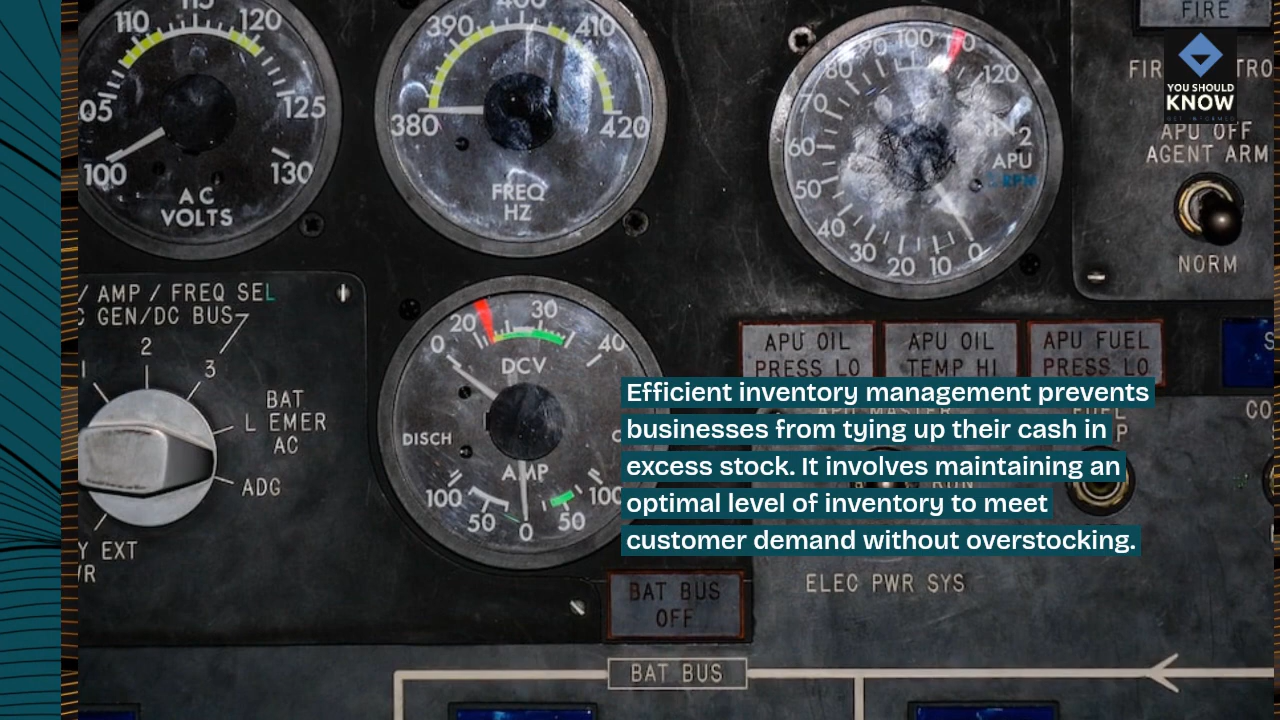 115
110
120
05
125
100
130
AC
VOLTS
400
390
410
380
420
FREQ
HZ
90
100
80
120
70
60
50
40
30
20
10
0
N2
APU
% RPM
FIRE
YOU SHOULD
KNOW
GET INFORMED
APU OFF
AGENT ARM
NORM
/ AMP / FREQ SEL
GEN/DC BUS
1
2
3
BAT
L EMER
AC
ADG
EXT
20
30
0
40
DCV
DISCH
AMP
100
50
0
50
100
APU OIL
PRESS LO
APU OIL
TEMP HI
APU FUEL
PRESS LO
Efficient inventory management prevents
businesses from tying up their cash in
excess stock. It involves maintaining an
optimal level of inventory to meet
customer demand without overstocking.
ELEC PWR SYS
BAT BUS
OFF
BAT BUS